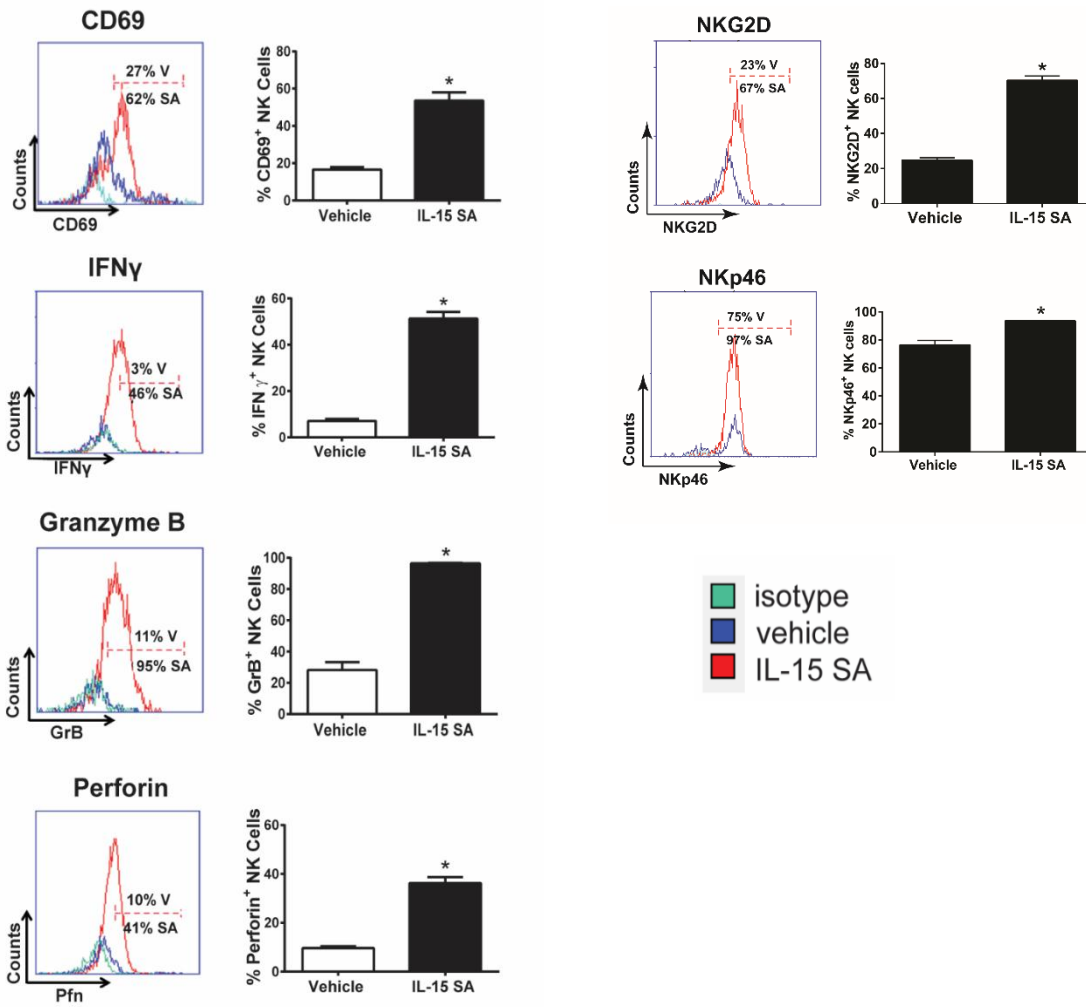 CD69
27% V
62% SA
Counts
CD69
% CD69⁺ NK Cells
80
60
40
20
0
Vehicle
IL-15 SA
*
IFNγ
3% V
46% SA
Counts
IFNγ
% IFN γ⁺ NK Cells
60
40
20
0
Vehicle
IL-15 SA
*
Granzyme B
11% V
95% SA
Counts
GrB
% GrB⁺ NK Cells
100
80
60
40
20
0
Vehicle
IL-15 SA
*
Perforin
10% V
41% SA
Counts
Pfn
% Perforin⁺ NK Cells
60
40
20
0
Vehicle
IL-15 SA
*
NKG2D
23% V
67% SA
Counts
NKG2D
% NKG2D⁺ NK cells
80
60
40
20
0
Vehicle
IL-15 SA
*
NKp46
75% V
97% SA
Counts
NKp46
% NKp46⁺ NK cells
100
80
60
40
20
0
Vehicle
IL-15 SA
*
isotype
vehicle
IL-15 SA